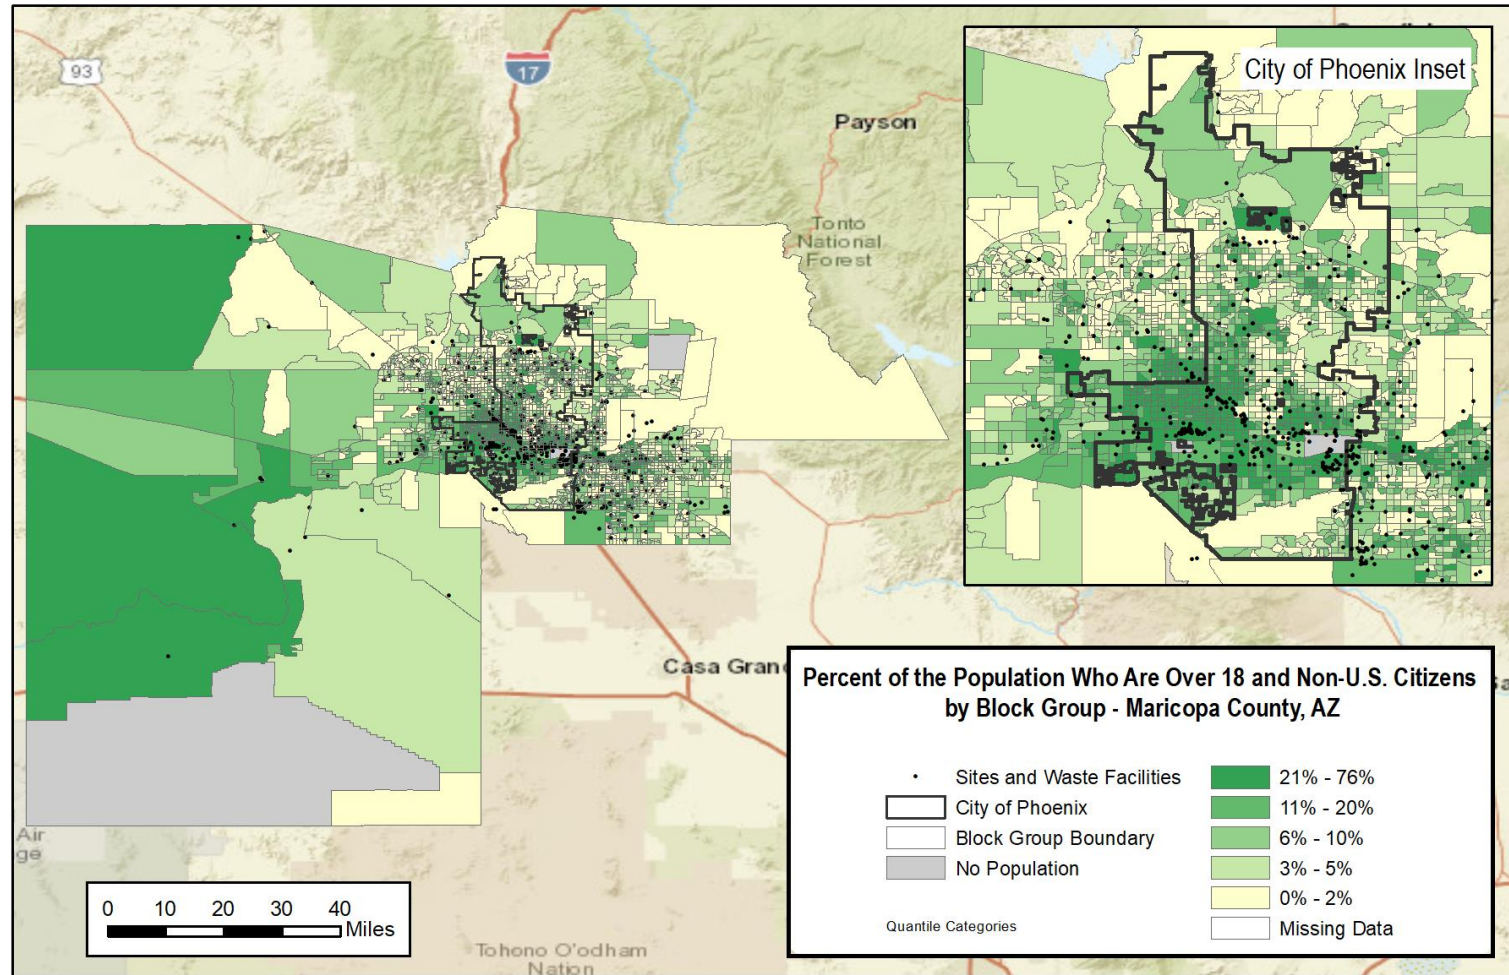 93
17
Payson
City of Phoenix Inset
Tonto
National
Forest
Casa Gran
Percent of the Population Who Are Over 18 and Non-U.S. Citizens
by Block Group - Maricopa County, AZ
Sites and Waste Facilities
City of Phoenix
Block Group Boundary
No Population
Quantile Categories
21% - 76%
11% - 20%
6% - 10%
3% - 5%
0% - 2%
Missing Data
Air
ge
0 10 20 30 40
Miles
Tohono O'odham
Nation